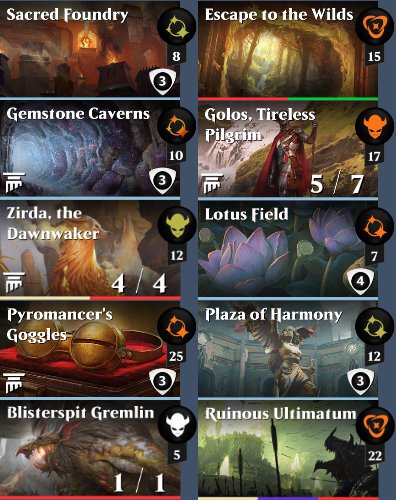 Sacred Foundry
8
3
Escape to the Wilds
15
Gemstone Caverns
10
3
Golos, Tireless
Pilgrim
17
5 / 7
Zirda, the
Dawnwaker
12
4 / 4
Lotus Field
7
4
Pyromancer's
Goggles
25
3
Plaza of Harmony
12
3
Blisterspit Gremlin
5
1 / 1
Ruinous Ultimatum
22